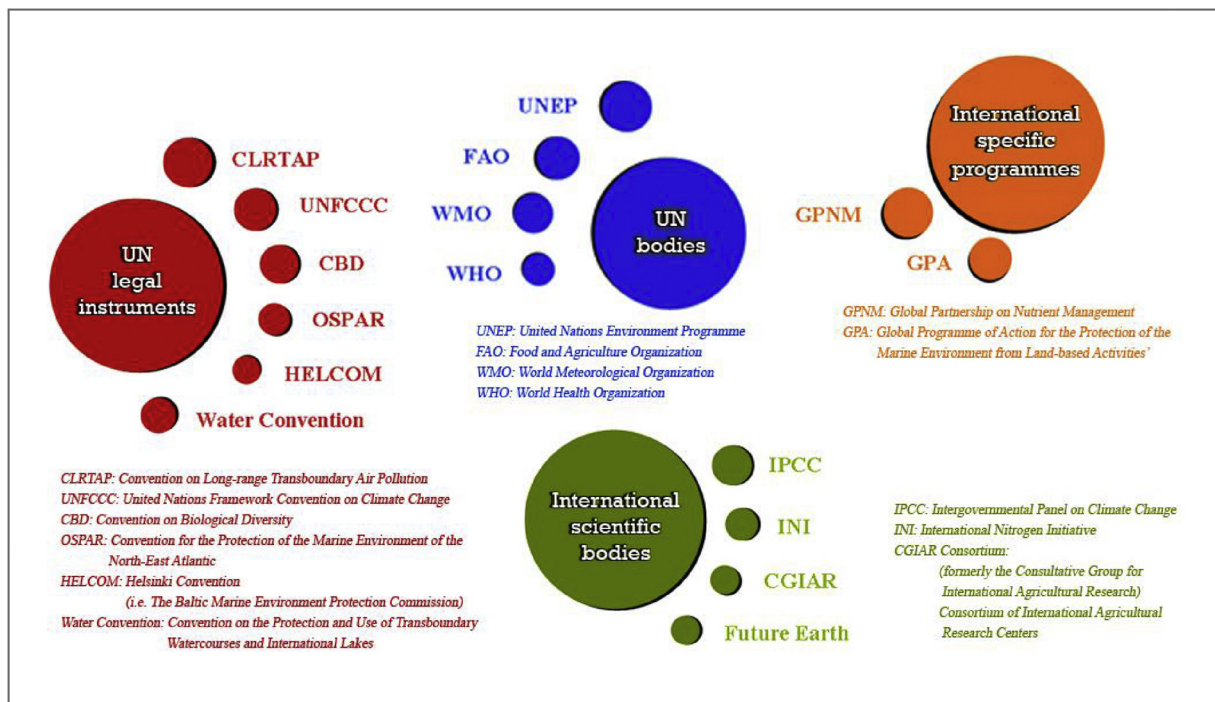 UN
legal
instruments
CLRTAP
UNFCCC
CBD
OSPAR
HELCOM
Water Convention
CLRTAP: Convention on Long-range Transboundary Air Pollution
UNFCCC: United Nations Framework Convention on Climate Change
CBD: Convention on Biological Diversity
OSPAR: Convention for the Protection of the Marine Environment of the
North-East Atlantic
HELCOM: Helsinki Convention
(i.e. The Baltic Marine Environment Protection Commission)
Water Convention: Convention on the Protection and Use of Transboundary
Watercourses and International Lakes
UN
bodies
UNEP
FAO
WMO
WHO
UNEP: United Nations Environment Programme
FAO: Food and Agriculture Organization
WMO: World Meteorological Organization
WHO: World Health Organization
International
specific
programmes
GPNM
GPA
GPNM: Global Partnership on Nutrient Management
GPA: Global Programme of Action for the Protection of the
Marine Environment from Land-based Activities'
International
scientific
bodies
IPCC
INI
CGIAR
Future Earth
IPCC: Intergovernmental Panel on Climate Change
INI: International Nitrogen Initiative
CGIAR Consortium:
(formerly the Consultative Group for
International Agricultural Research)
Consortium of International Agricultural
Research Centers